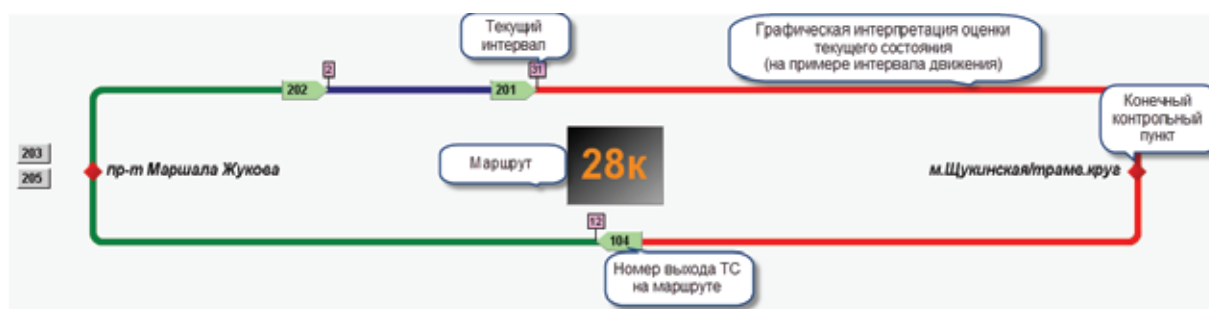 Текущий
интервал
Графическая интерпретация оценки
текущего состояния
(на примере интервала движения)
2
31
202
201
Конечный
контрольный
пункт
203
205
пр-т Маршала Жукова
Маршрут
28к
м.Щукинская/трамв.круг
12
104
Номер выхода ТС
на маршруте